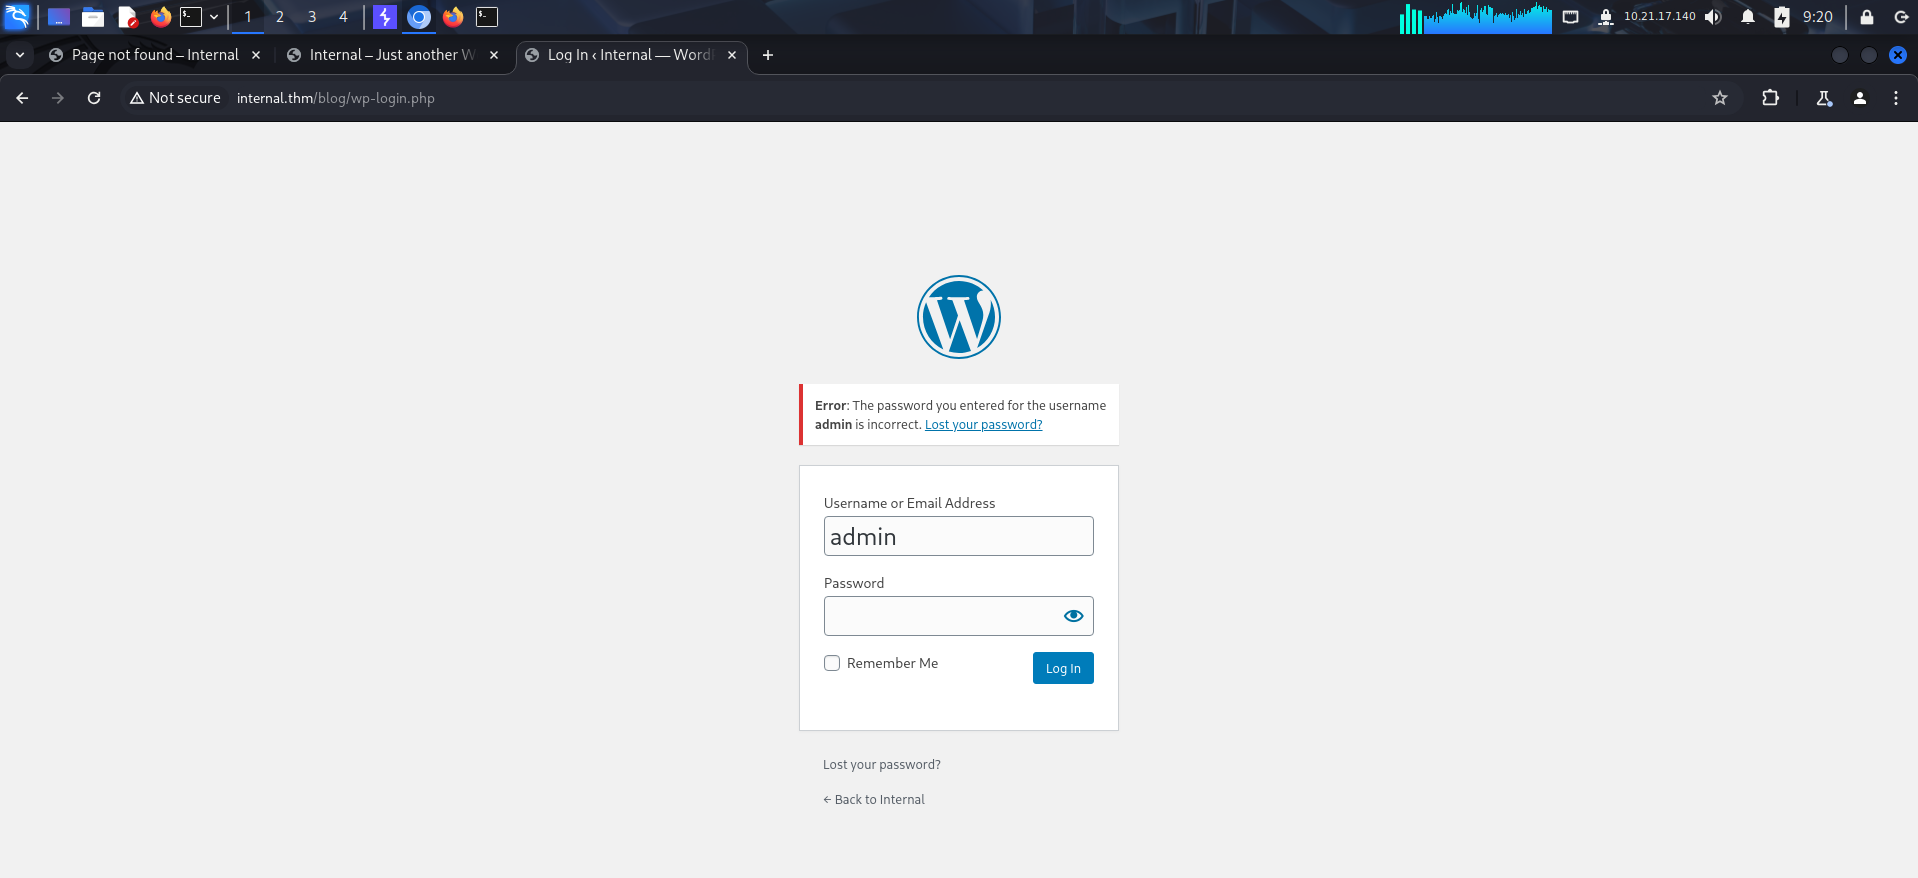 1 2 3 4 10.21.17.140 9:20
Page not found – Internal Internal – Just another W Log In ‹ Internal — WordP
Not secure internal.thm/blog/wp-login.php
Error: The password you entered for the username
admin is incorrect. Lost your password?
Username or Email Address
admin
Password
Remember Me Log In
Lost your password?
← Back to Internal